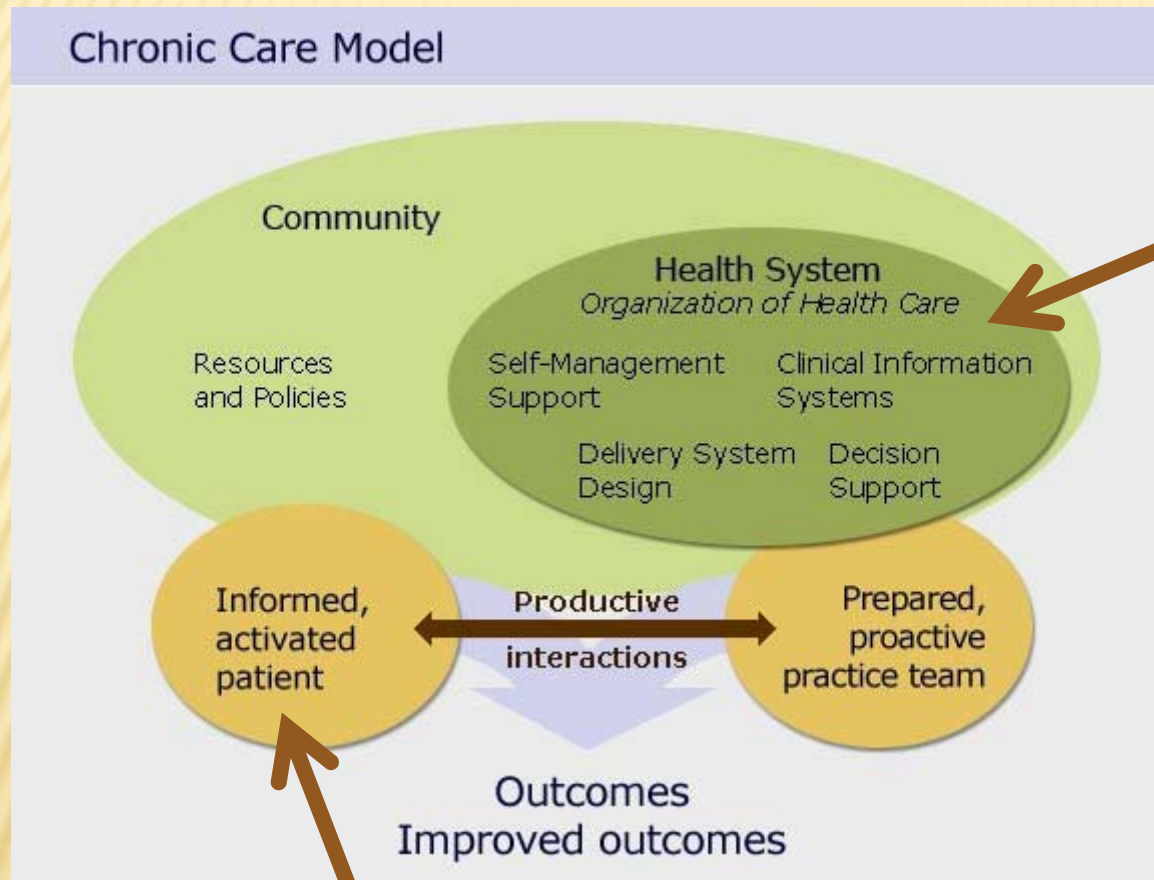 Chronic Care Model
Community
Health System
Organization of Health Care
Resources
and Policies
Self-Management
Support
Clinical Information
Systems
Delivery System
Design
Decision
Support
Informed,
activated
patient
Productive
interactions
Prepared,
proactive
practice team
Outcomes
Improved outcomes